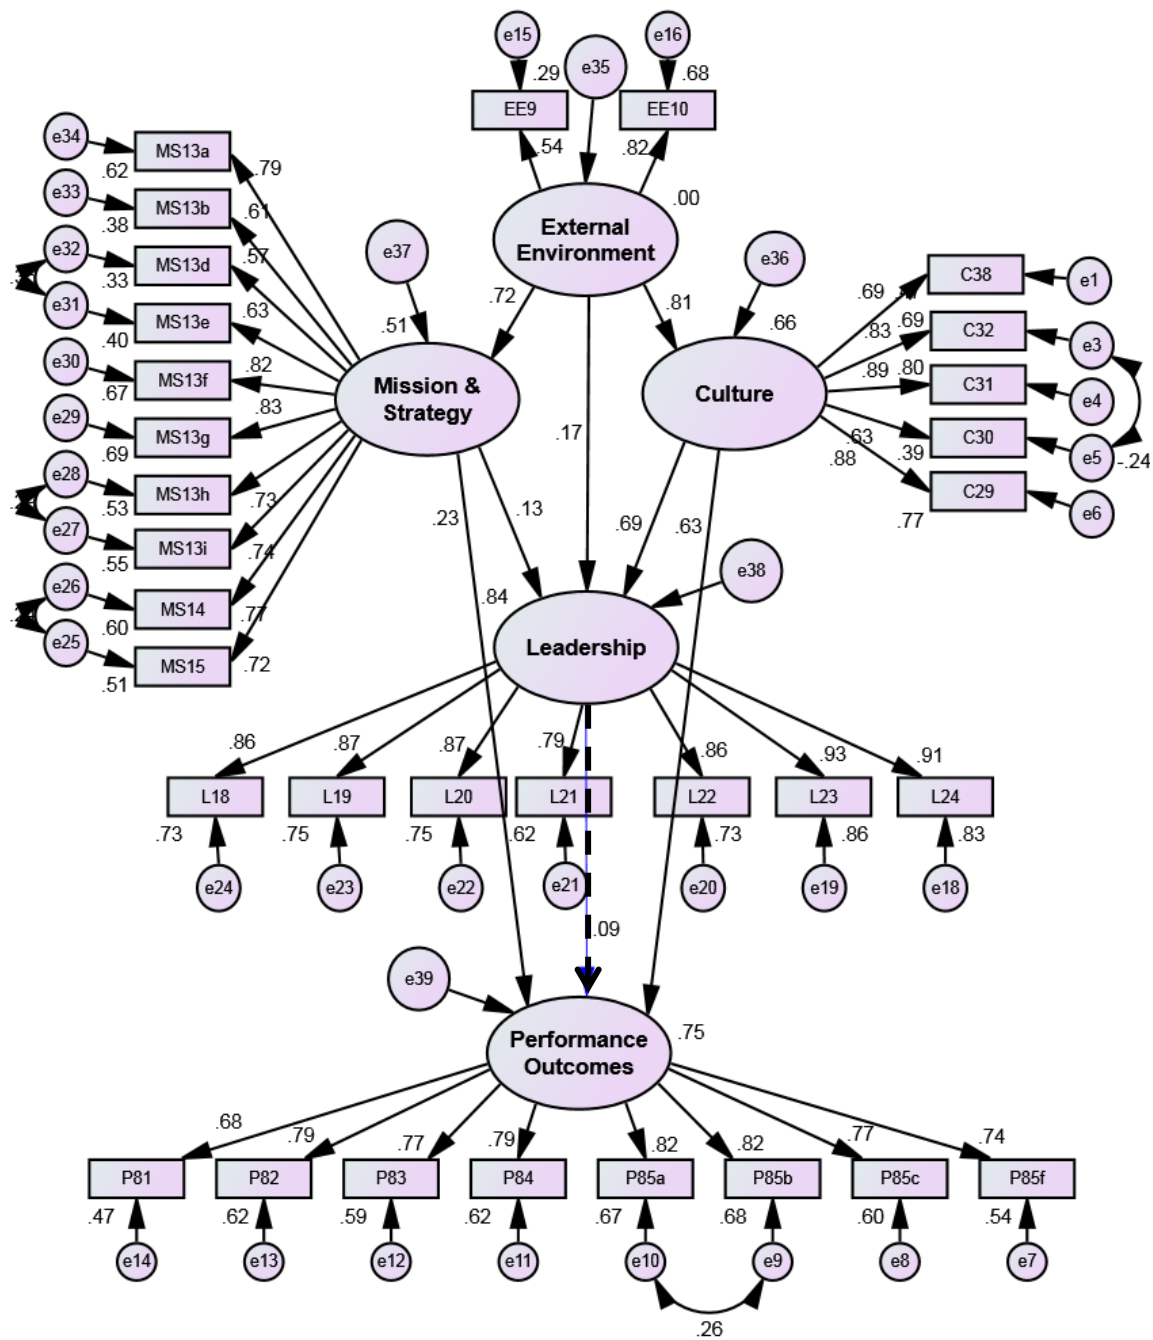 e15
e16
e35
.29
.68
EE9
EE10
.54
.82
.00
External
Environment
e34
.62
MS13a
.79
e33
.38
MS13b
.61
e32
.33
MS13d
.57
e31
.40
MS13e
.63
e30
.67
MS13f
.82
e29
.69
MS13g
.83
e28
.53
MS13h
.73
e27
.55
MS13i
.74
e26
.60
MS14
.77
e25
.51
MS15
.72
e37
.51
Mission &
Strategy
.72
.81
e36
.66
Culture
.69
C38
e1
.83
.69
C32
e3
.89
.80
C31
e4
.63
.39
C30
e5
-.24
.88
.77
C29
e6
.17
.23
.13
.69
.63
e38
.84
Leadership
.86
.87
.87
.79
.86
.93
.91
L18
L19
L20
L21
L22
L23
L24
.73
.75
.75
.62
.73
.86
.83
e24
e23
e22
e21
e20
e19
e18
.09
e39
.75
Performance
Outcomes
.68
.79
.77
.79
.82
.82
.77
.74
P81
P82
P83
P84
P85a
P85b
P85c
P85f
.47
.62
.59
.62
.67
.68
.60
.54
e14
e13
e12
e11
e10
e9
e8
e7
.26